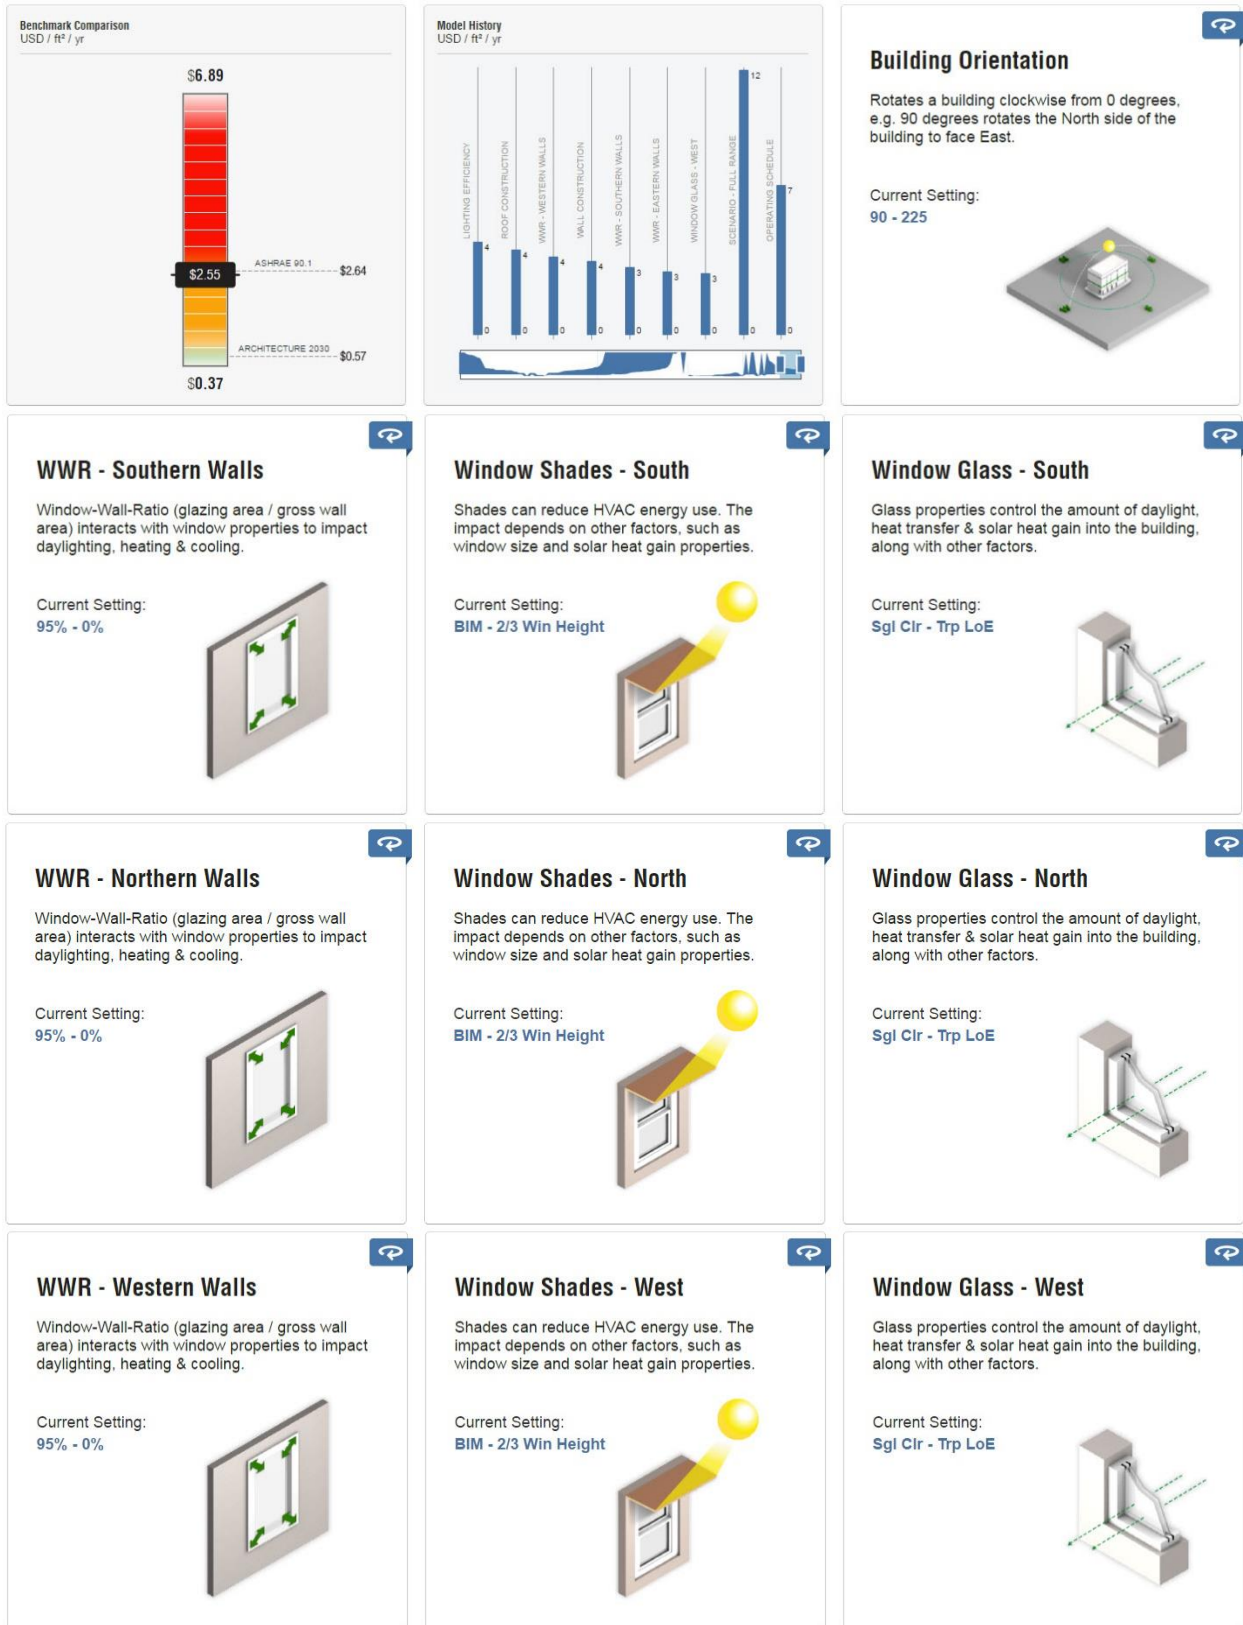 Benchmark Comparison
USD / ft² / yr
$6.89
$2.55
ASHRAE 90.1
$2.64
ARCHITECTURE 2030
$0.57
$0.37
Model History
USD / ft² / yr
LIGHTING EFFICIENCY
4
0
ROOF CONSTRUCTION
4
0
WWR - WESTERN WALLS
4
0
WALL CONSTRUCTION
4
0
WWR - SOUTHERN WALLS
3
0
WWR - EASTERN WALLS
3
0
WINDOW GLASS - WEST
3
0
SCENARIO - FULL RANGE
12
0
OPERATING SCHEDULE
7
0
Building Orientation
Rotates a building clockwise from 0 degrees,
e.g. 90 degrees rotates the North side of the
building to face East.
Current Setting:
90 - 225
WWR - Southern Walls
Window-Wall-Ratio (glazing area / gross wall
area) interacts with window properties to impact
daylighting, heating & cooling.
Current Setting:
95% - 0%
Window Shades - South
Shades can reduce HVAC energy use. The
impact depends on other factors, such as
window size and solar heat gain properties.
Current Setting:
BIM - 2/3 Win Height
Window Glass - South
Glass properties control the amount of daylight,
heat transfer & solar heat gain into the building,
along with other factors.
Current Setting:
Sgl Clr - Trp LoE
WWR - Northern Walls
Window-Wall-Ratio (glazing area / gross wall
area) interacts with window properties to impact
daylighting, heating & cooling.
Current Setting:
95% - 0%
Window Shades - North
Shades can reduce HVAC energy use. The
impact depends on other factors, such as
window size and solar heat gain properties.
Current Setting:
BIM - 2/3 Win Height
Window Glass - North
Glass properties control the amount of daylight,
heat transfer & solar heat gain into the building,
along with other factors.
Current Setting:
Sgl Clr - Trp LoE
WWR - Western Walls
Window-Wall-Ratio (glazing area / gross wall
area) interacts with window properties to impact
daylighting, heating & cooling.
Current Setting:
95% - 0%
Window Shades - West
Shades can reduce HVAC energy use. The
impact depends on other factors, such as
window size and solar heat gain properties.
Current Setting:
BIM - 2/3 Win Height
Window Glass - West
Glass properties control the amount of daylight,
heat transfer & solar heat gain into the building,
along with other factors.
Current Setting:
Sgl Clr - Trp LoE